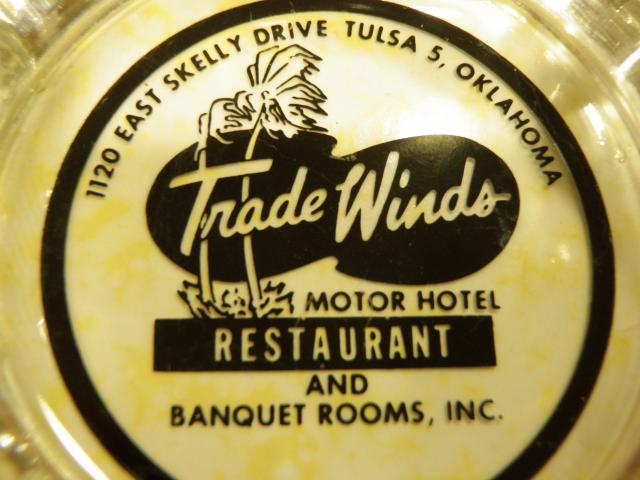 1120 EAST SKELLY DRIVE TULSA 5, OKLAHOMA
Trade Winds
MOTOR HOTEL
RESTAURANT
AND
BANQUET ROOMS, INC.